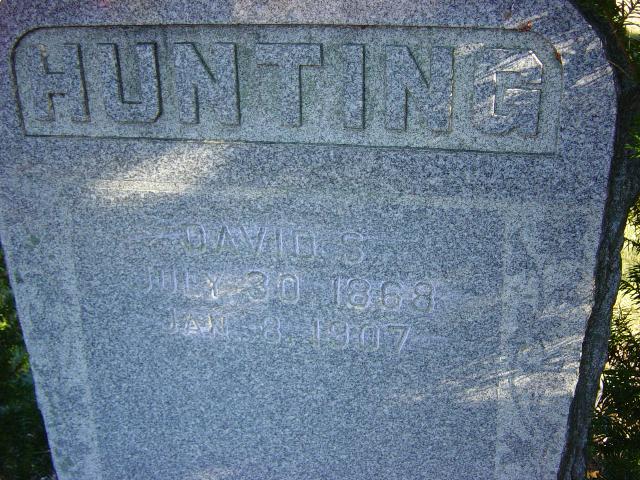 HUNTING
DAVID S.
JULY 30 1868
JAN. 8, 1907